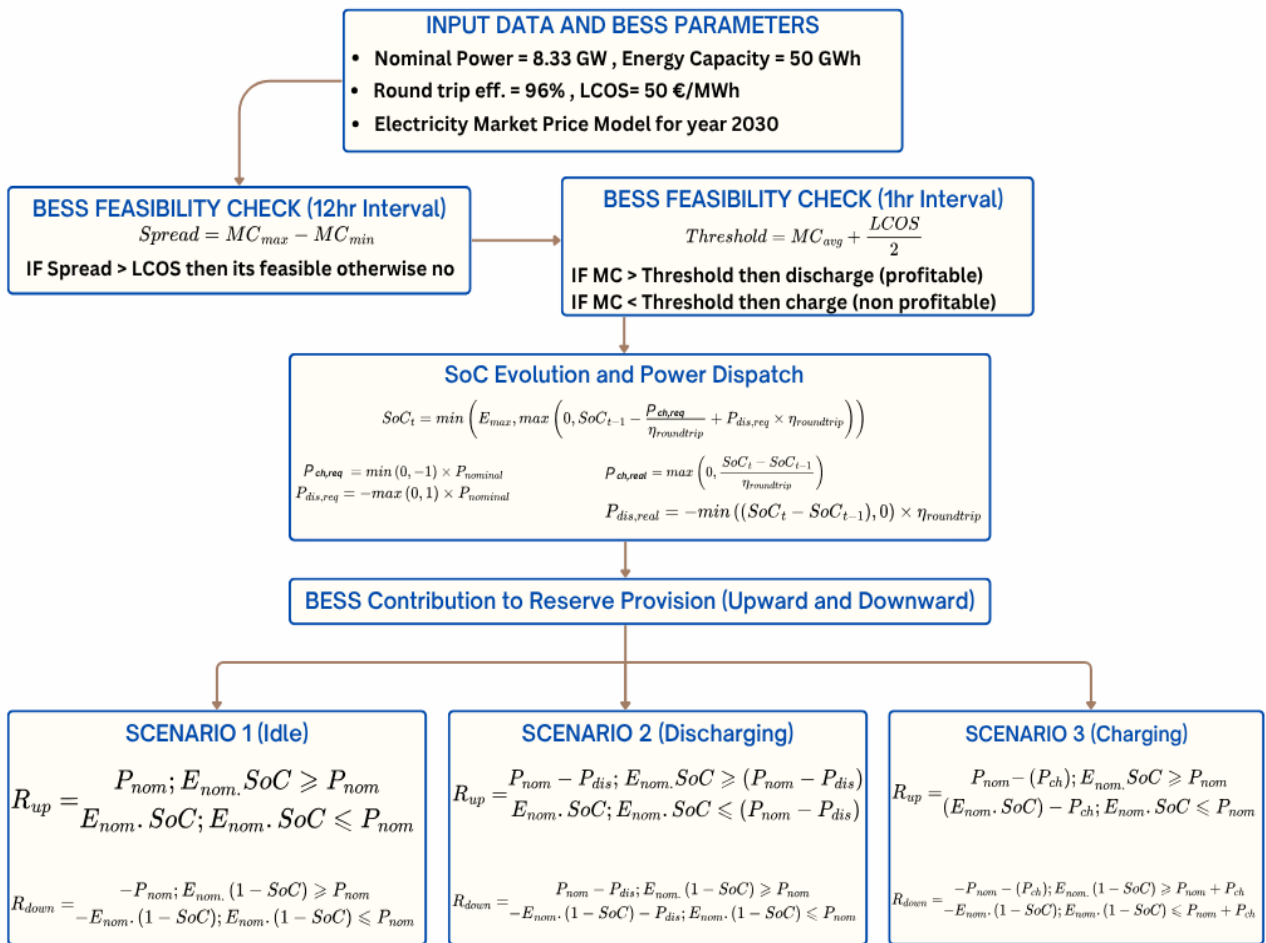 INPUT DATA AND BESS PARAMETERS
• Nominal Power = 8.33 GW , Energy Capacity = 50 GWh
• Round trip eff. = 96% , LCOS= 50 €/MWh
• Electricity Market Price Model for year 2030
BESS FEASIBILITY CHECK (12hr Interval)
Spread = MC_max − MC_min
IF Spread > LCOS then its feasible otherwise no
BESS FEASIBILITY CHECK (1hr Interval)
Threshold = MC_avg + LCOS/2
IF MC > Threshold then discharge (profitable)
IF MC < Threshold then charge (non profitable)
SoC Evolution and Power Dispatch
SoC_t = min(E_max, max(0, SoC_{t−1} − P_ch,req/η_roundtrip + P_dis,req × η_roundtrip))
P_ch,req = min (0, −1) × P_nominal
P_dis,req = −max (0, 1) × P_nominal
P_ch,real = max(0, (SoC_t − SoC_{t−1})/η_roundtrip)
P_dis,real = −min ((SoC_t − SoC_{t−1}), 0) × η_roundtrip
BESS Contribution to Reserve Provision (Upward and Downward)
SCENARIO 1 (Idle)
R_up = P_nom; E_nom. SoC ⩾ P_nom
E_nom. SoC; E_nom. SoC ⩽ P_nom
R_down = −P_nom; E_nom. (1 − SoC) ⩾ P_nom
−E_nom. (1 − SoC); E_nom. (1 − SoC) ⩽ P_nom
SCENARIO 2 (Discharging)
R_up = P_nom − P_dis; E_nom. SoC ⩾ (P_nom − P_dis)
E_nom. SoC; E_nom. SoC ⩽ (P_nom − P_dis)
R_down = P_nom − P_dis; E_nom. (1 − SoC) ⩾ P_nom
−E_nom. (1 − SoC) − P_dis; E_nom. (1 − SoC) ⩽ P_nom
SCENARIO 3 (Charging)
R_up = P_nom − (P_ch); E_nom. SoC ⩾ P_nom
(E_nom. SoC) − P_ch; E_nom. SoC ⩽ P_nom
R_down = −P_nom − (P_ch); E_nom. (1 − SoC) ⩾ P_nom + P_ch
−E_nom. (1 − SoC); E_nom. (1 − SoC) ⩽ P_nom + P_ch